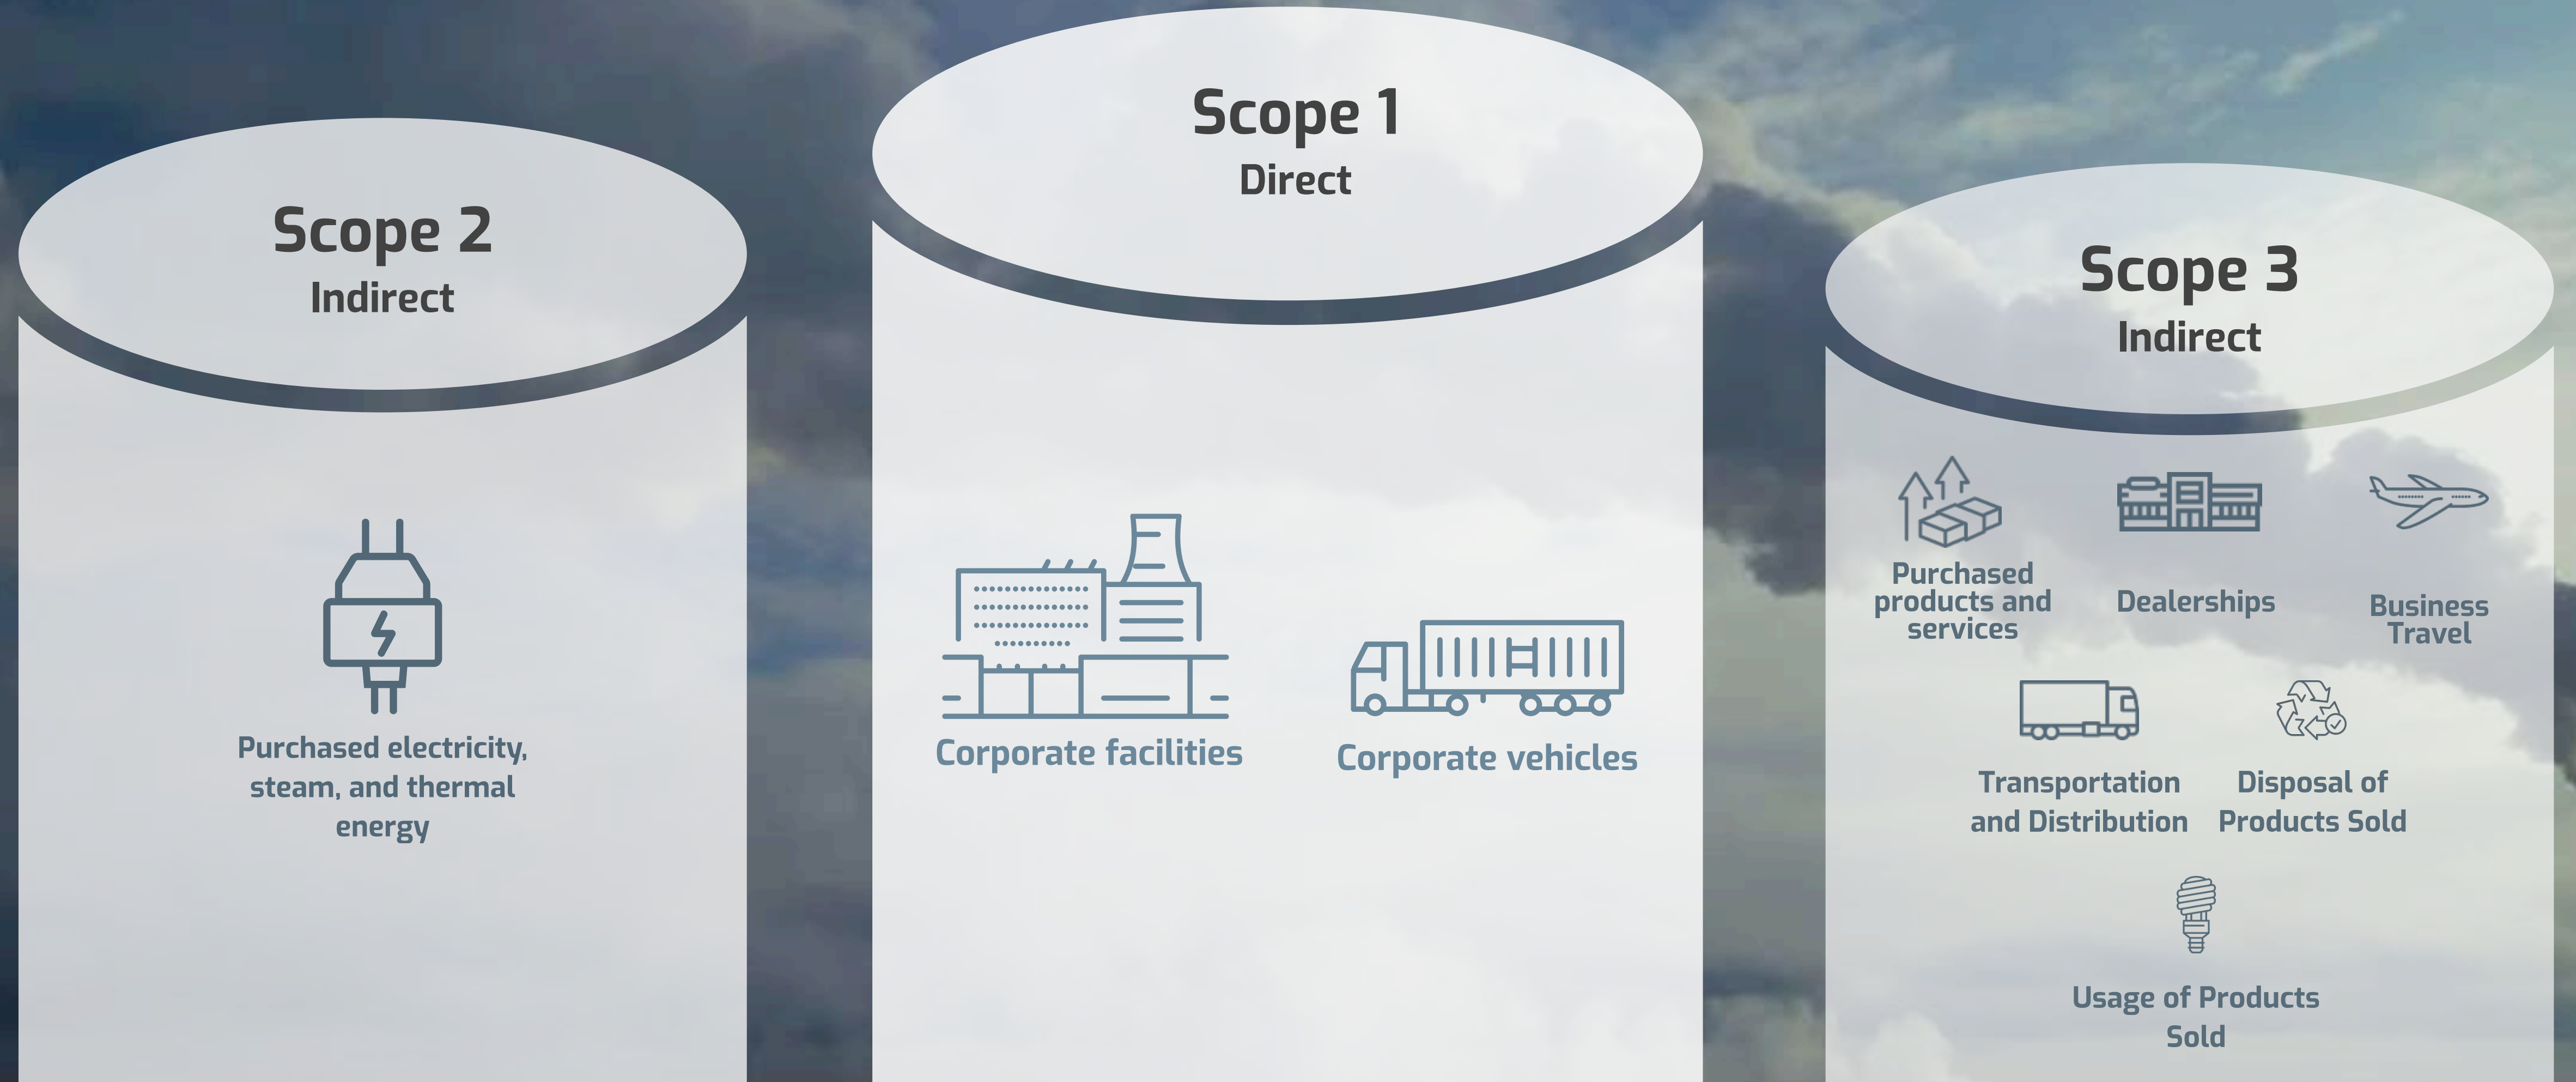 Scope 2
Indirect
Purchased electricity,
steam, and thermal
energy
Scope 1
Direct
Corporate facilities
Corporate vehicles
Scope 3
Indirect
Purchased
products and
services
Dealerships
Business
Travel
Transportation
and Distribution
Disposal of
Products Sold
Usage of Products
Sold